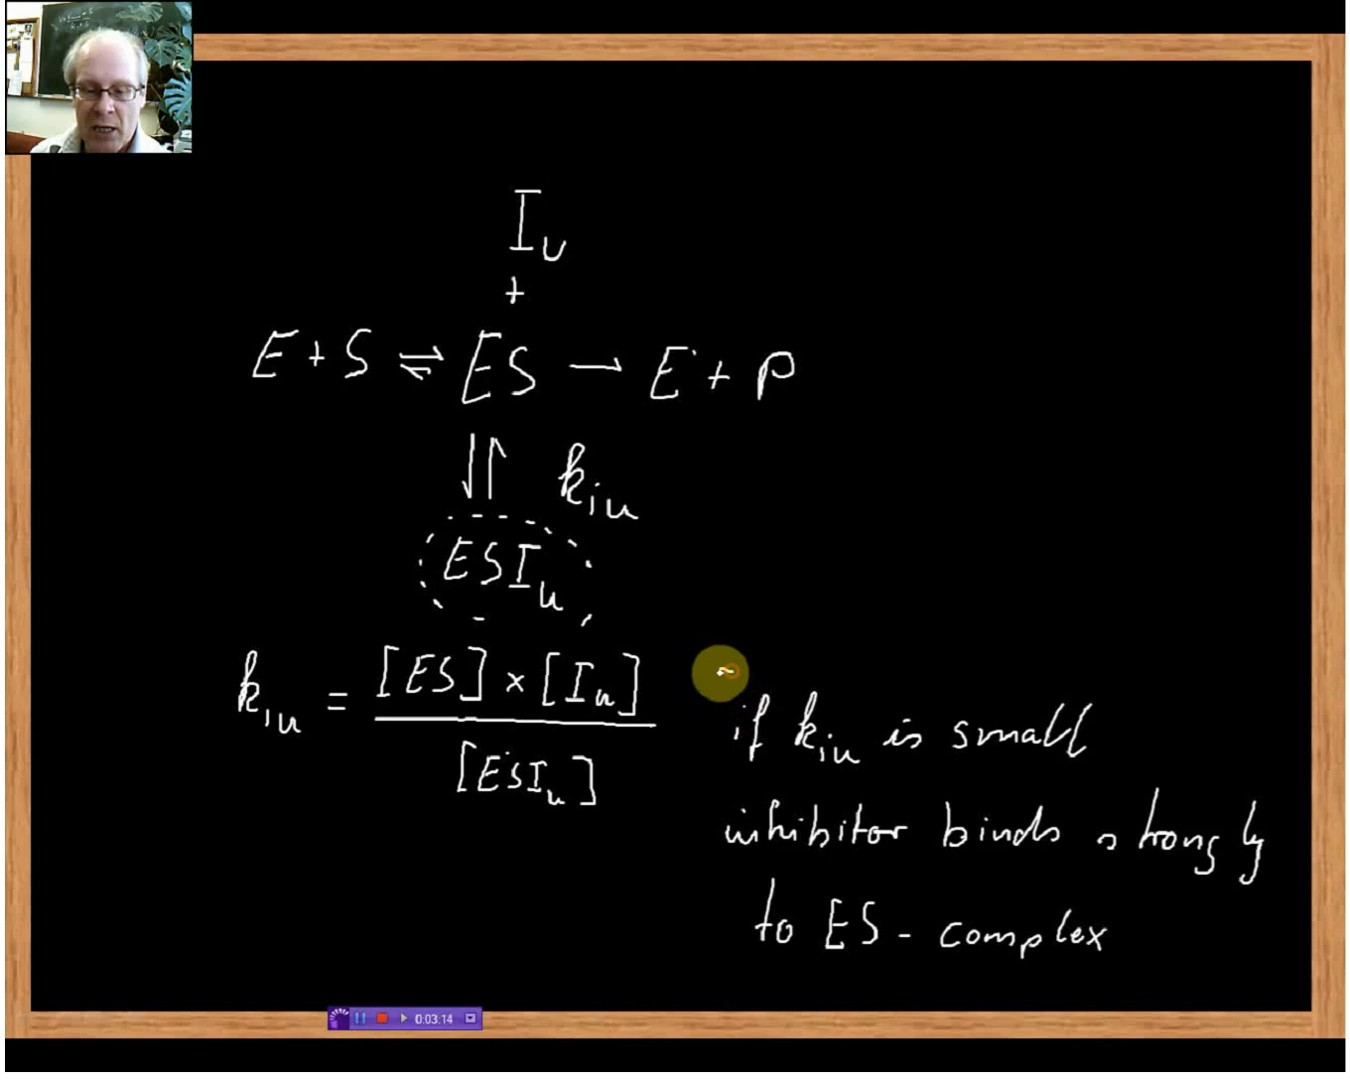 I_u
+
E + S ⇌ ES → E + P
⇃↾ k_iu
ESI_u
k_iu = [ES] × [I_u] / [ESI_u]
if k_iu is small
inhibitor binds strongly
to ES - complex
0:03:14